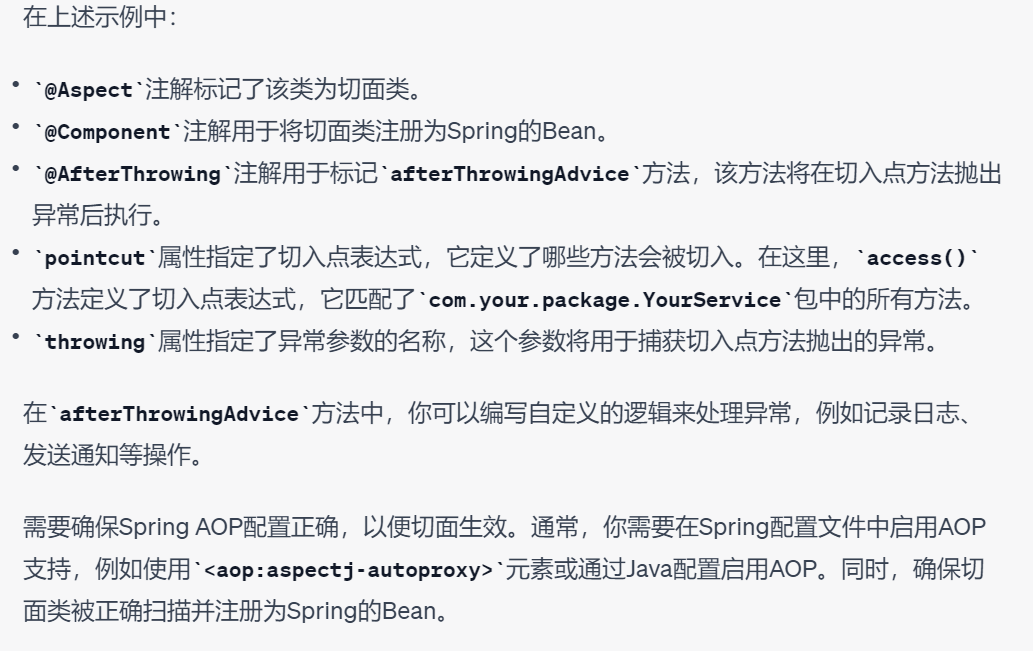 在上述示例中：
• `@Aspect`注解标记了该类为切面类。
• `@Component`注解用于将切面类注册为Spring的Bean。
• `@AfterThrowing`注解用于标记`afterThrowingAdvice`方法，该方法将在切入点方法抛出
异常后执行。
• `pointcut`属性指定了切入点表达式，它定义了哪些方法会被切入。在这里，`access()`
方法定义了切入点表达式，它匹配了`com.your.package.YourService`包中的所有方法。
• `throwing`属性指定了异常参数的名称，这个参数将用于捕获切入点方法抛出的异常。
在`afterThrowingAdvice`方法中，你可以编写自定义的逻辑来处理异常，例如记录日志、
发送通知等操作。
需要确保Spring AOP配置正确，以便切面生效。通常，你需要在Spring配置文件中启用AOP
支持，例如使用`<aop:aspectj-autoproxy>`元素或通过Java配置启用AOP。同时，确保切
面类被正确扫描并注册为Spring的Bean。